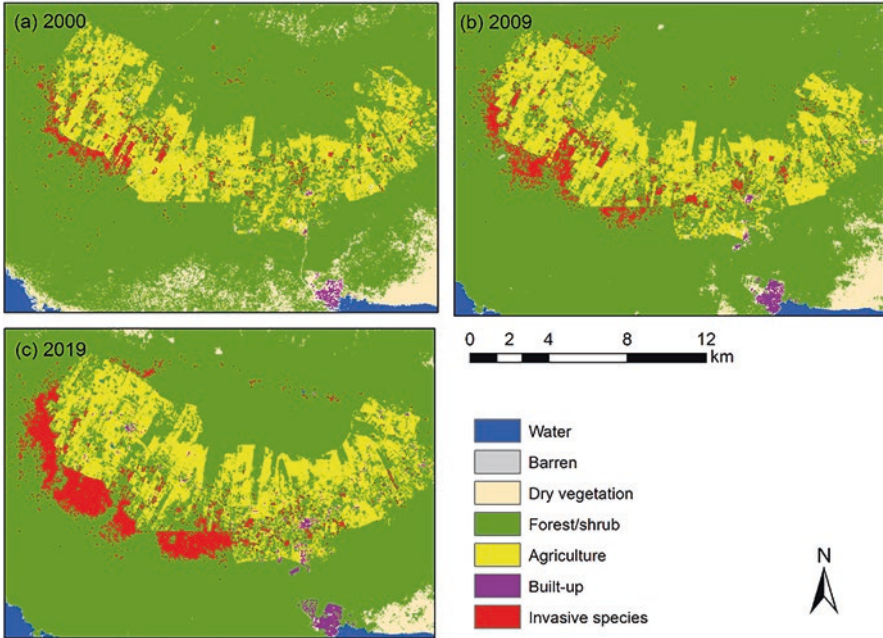 (a) 2000
(b) 2009
(c) 2019
0 2 4 8 12
km
Water
Barren
Dry vegetation
Forest/shrub
Agriculture
Built-up
Invasive species
N